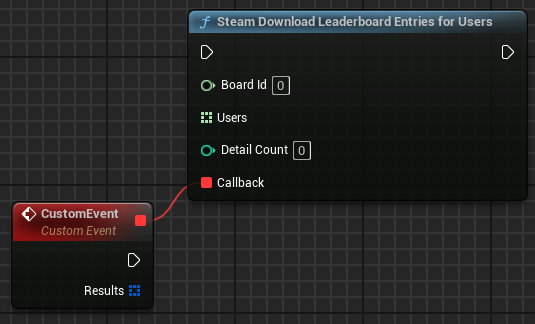 Steam Download Leaderboard Entries for Users
Board Id 0
Users
Detail Count 0
Callback
CustomEvent
Custom Event
Results